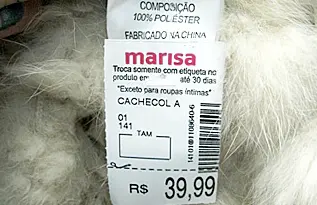 COMPOSIÇÃO
100% POLIÉSTER
FABRICADO NA CHINA
marisa
Troca somente com etiqueta no
produto em até 30 dias
"Exceto para roupas íntimas"
CACHECOL A
01
141
TAM
R$ 39,99